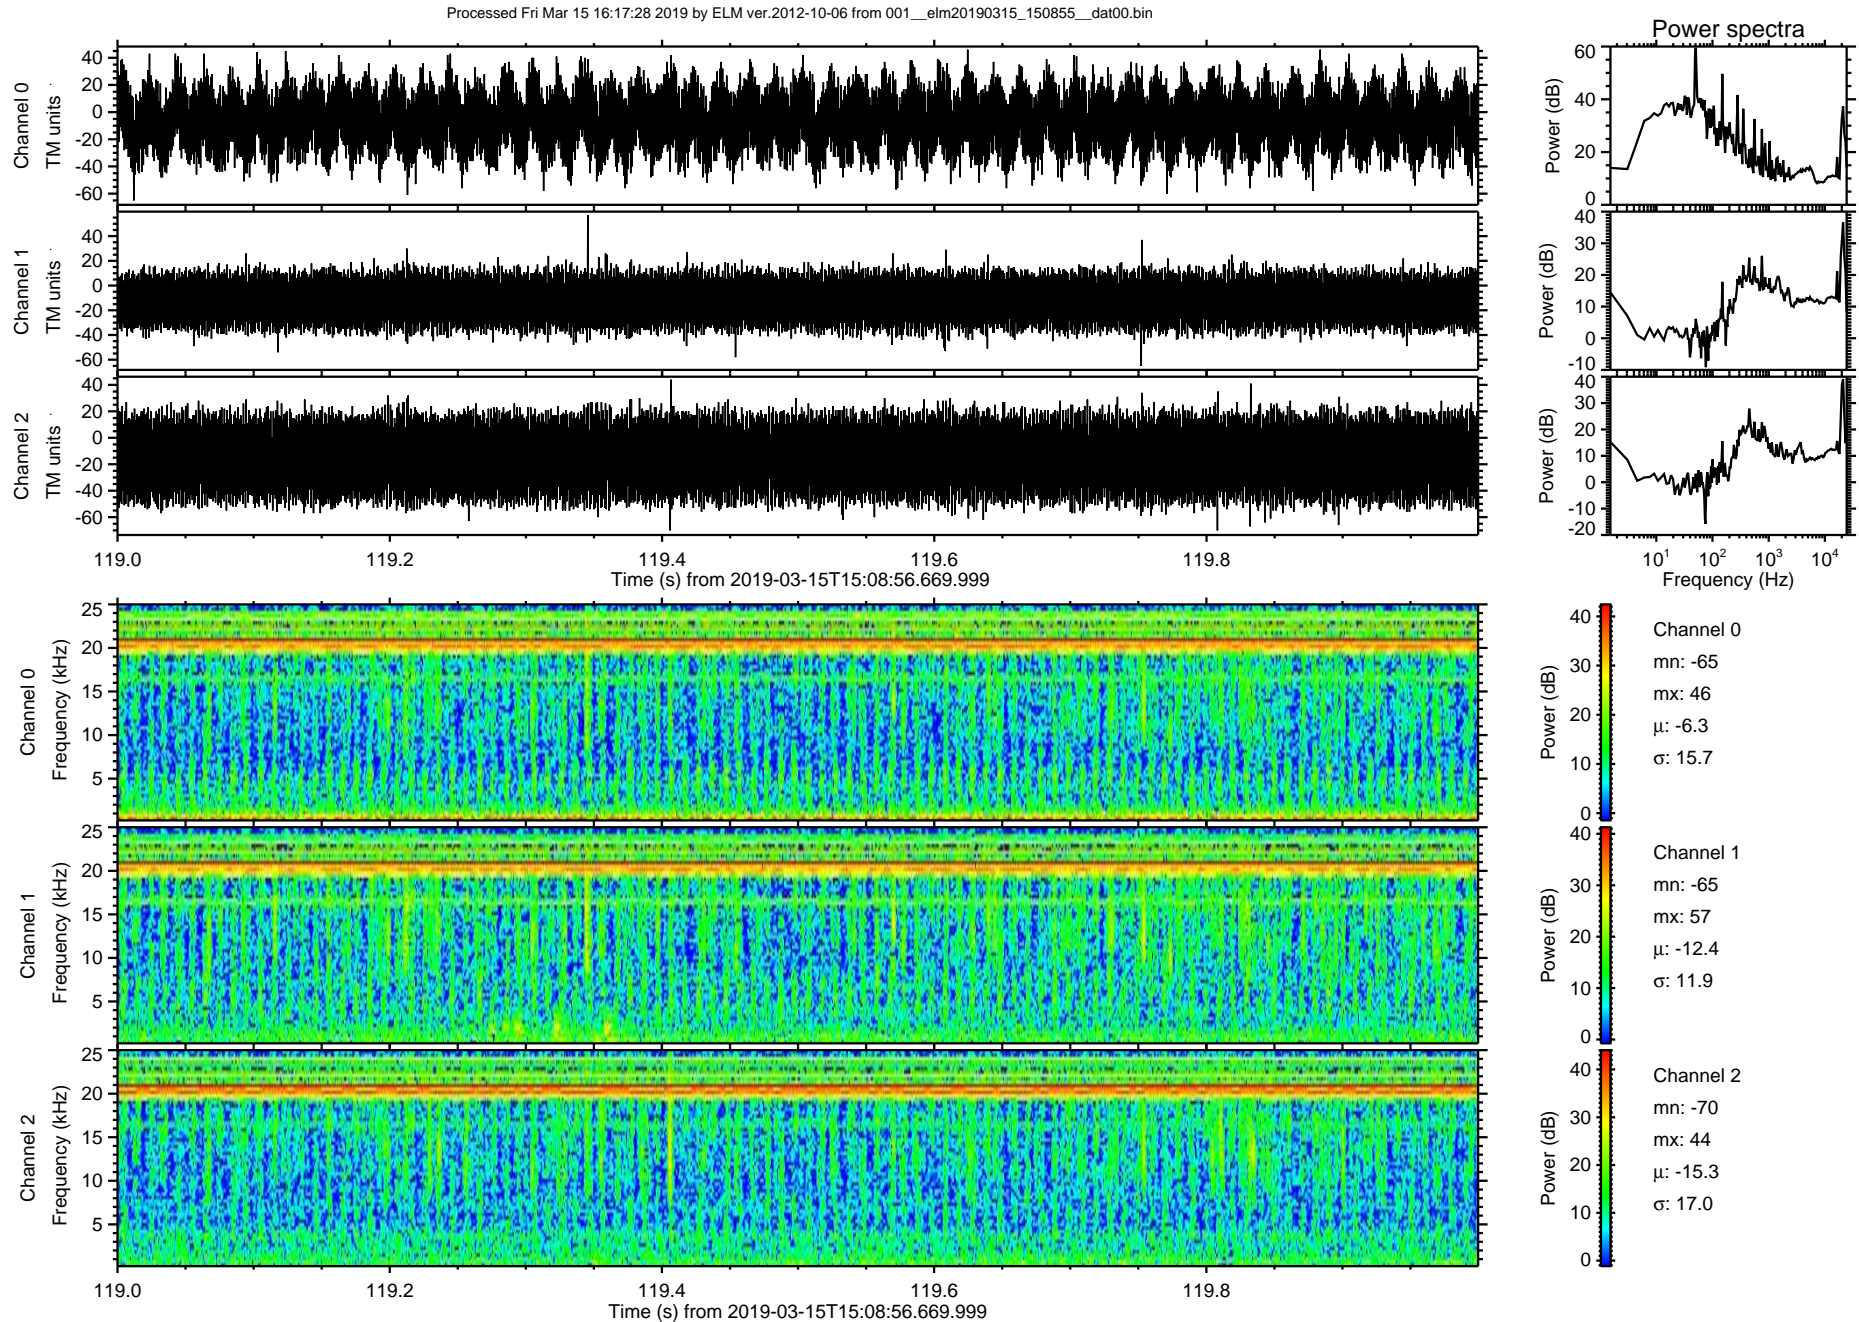 Processed Fri Mar 15 16:17:28 2019 by ELM ver.2012-10-06 from 001__elm20190315_150855__dat00.bin
Power spectra
Channel 0
TM units
40
20
0
-20
-40
-60
Power (dB)
60
40
20
0
Channel 1
TM units
40
20
0
-20
-40
-60
Power (dB)
40
30
20
10
0
-10
Channel 2
TM units
40
20
0
-20
-40
-60
Power (dB)
40
30
20
10
0
-10
-20
119.0 119.2 119.4 119.6 119.8
Time (s) from 2019-03-15T15:08:56.669.999
10¹ 10² 10³ 10⁴
Frequency (Hz)
Channel 0
Frequency (kHz)
25
20
15
10
5
Power (dB)
40
30
20
10
0
Channel 0
mn: -65
mx: 46
μ: -6.3
σ: 15.7
Channel 1
Frequency (kHz)
25
20
15
10
5
Power (dB)
40
30
20
10
0
Channel 1
mn: -65
mx: 57
μ: -12.4
σ: 11.9
Channel 2
Frequency (kHz)
25
20
15
10
5
Power (dB)
40
30
20
10
0
Channel 2
mn: -70
mx: 44
μ: -15.3
σ: 17.0
119.0 119.2 119.4 119.6 119.8
Time (s) from 2019-03-15T15:08:56.669.999